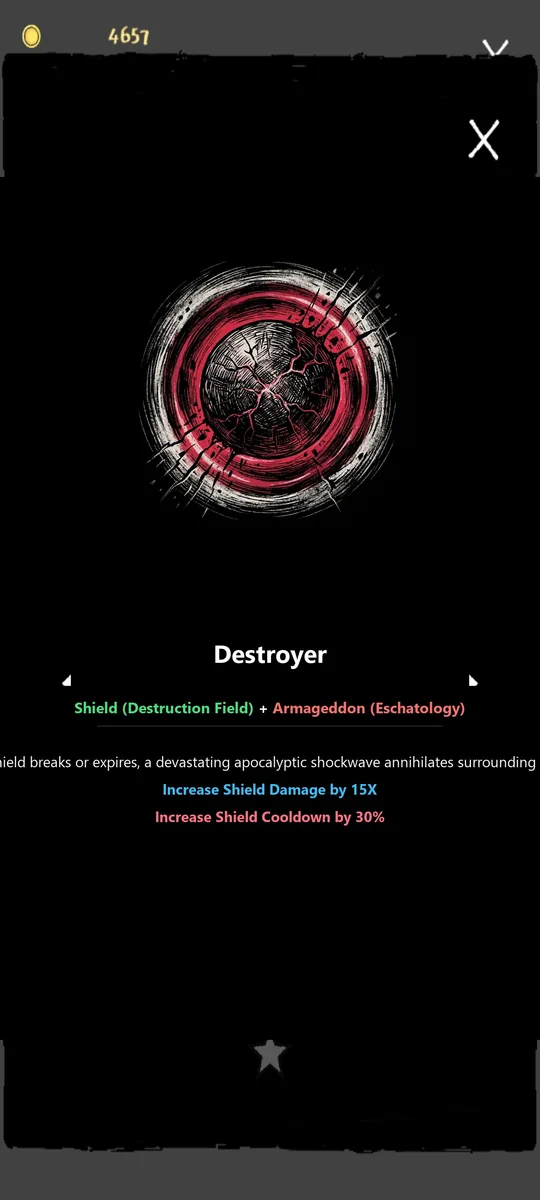 4657
X
Destroyer
Shield (Destruction Field) + Armageddon (Eschatology)
breaks or expires, a devastating apocalyptic shockwave annihilates surrounding
Increase Shield Damage by 15X
Increase Shield Cooldown by 30%